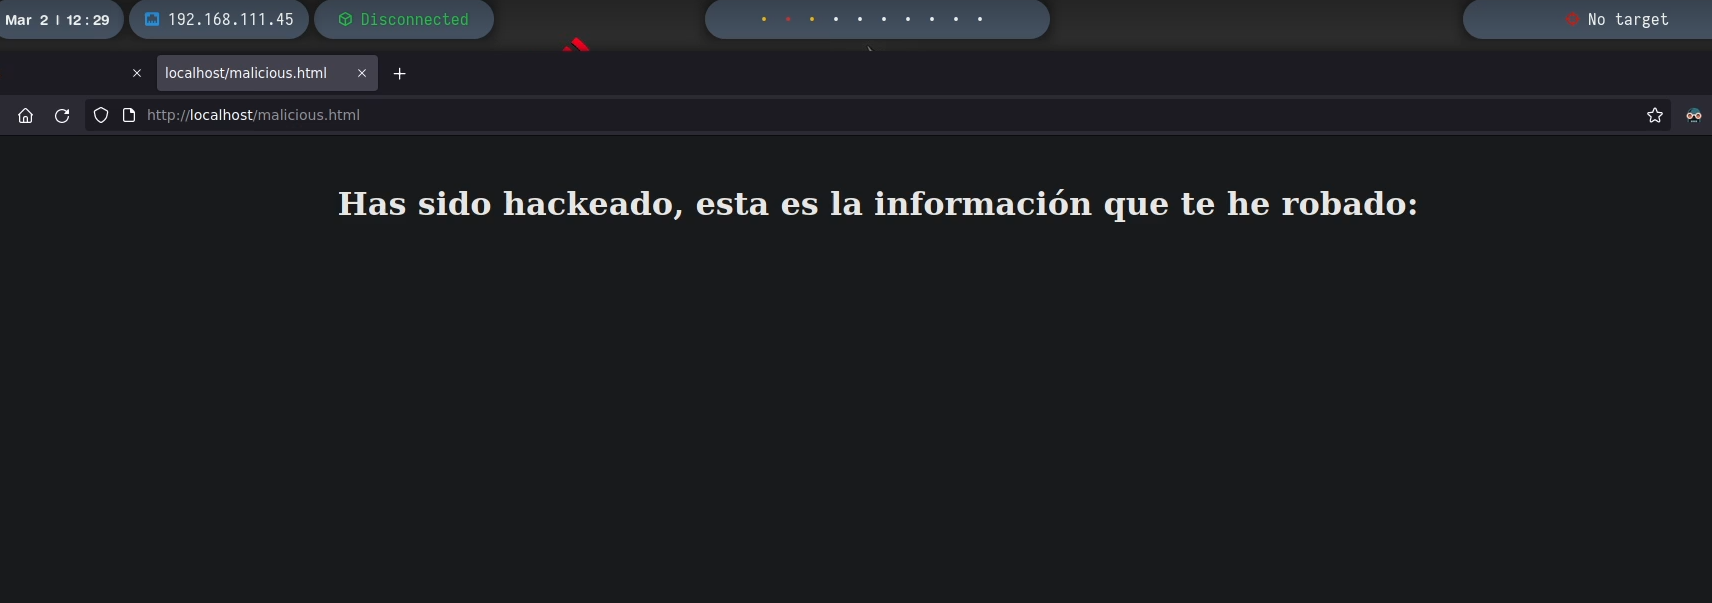 Mar 2 | 12:29 192.168.111.45 Disconnected No target
localhost/malicious.html
http://localhost/malicious.html
Has sido hackeado, esta es la información que te he robado: